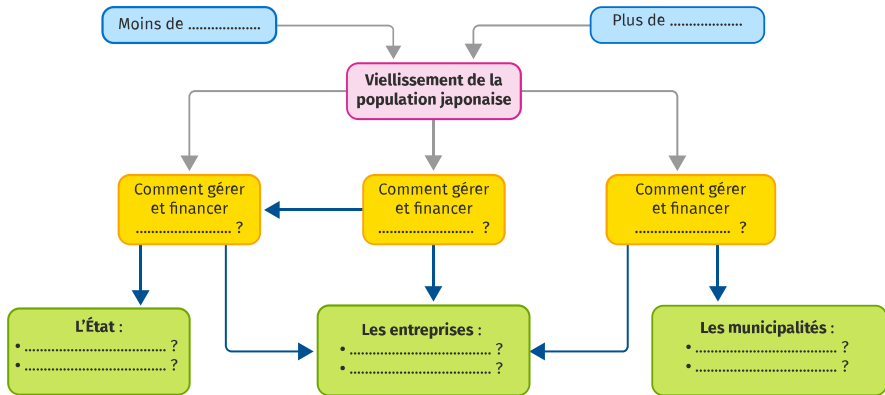 Moins de ...................
Plus de ...................
Viellissement de la
population japonaise
Comment gérer
et financer
......................... ?
Comment gérer
et financer
......................... ?
Comment gérer
et financer
......................... ?
L'État :
• ..................................... ?
• ..................................... ?
Les entreprises :
• ..................................... ?
• ..................................... ?
Les municipalités :
• ..................................... ?
• ..................................... ?